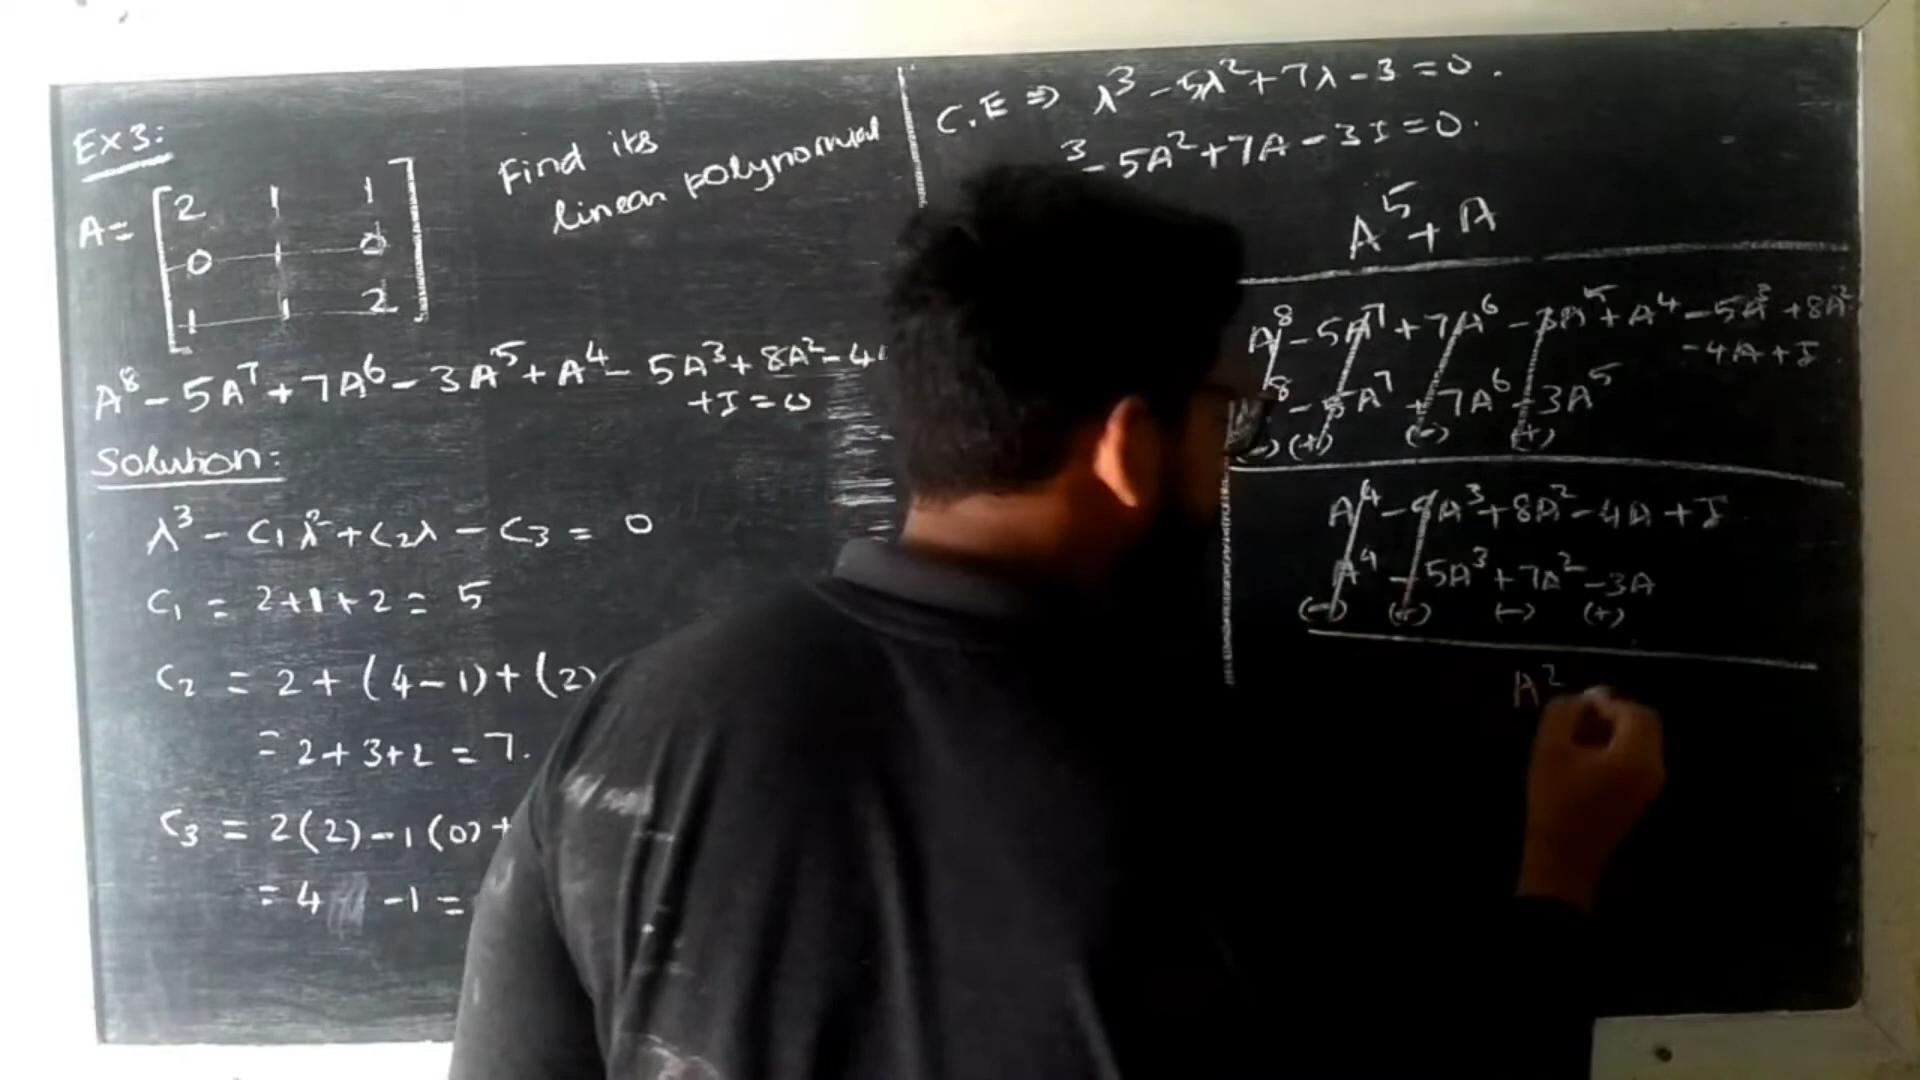 Ex 3:
A = [2 1 1
0 1 0
1 1 2]
Find its
linear polynomial
A⁸ - 5A⁷ + 7A⁶ - 3A⁵ + A⁴ - 5A³ + 8A² - 4
+I = 0
Solution:
λ³ - C₁λ² + C₂λ - C₃ = 0
C₁ = 2+1+2 = 5
C₂ = 2 + (4-1) + (2)
= 2+3+2 = 7.
C₃ = 2(2) - 1(0) +
= 4 -1 =
C.E ⇒ λ³ - 5λ² + 7λ - 3 = 0.
³ - 5A² + 7A - 3I = 0.
A⁵ + A
A⁸ - 5A⁷ + 7A⁶ - 3A⁵ + A⁴ - 5A³ + 8A²
- 4A + I
⁸ - 5A⁷ + 7A⁶ - 3A⁵
(-) (+) (-) (+)
A⁴ - 5A³ + 8A² - 4A + I
A⁴ - 5A³ + 7A² - 3A
(-) (+) (-) (+)
A²